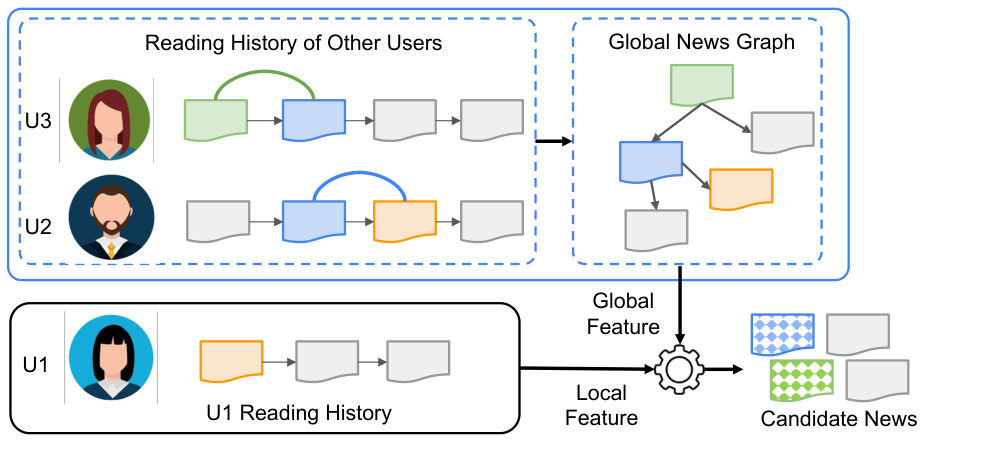 Reading History of Other Users
Global News Graph
U3
U2
Global
Feature
U1
Local
Feature
U1 Reading History
Candidate News